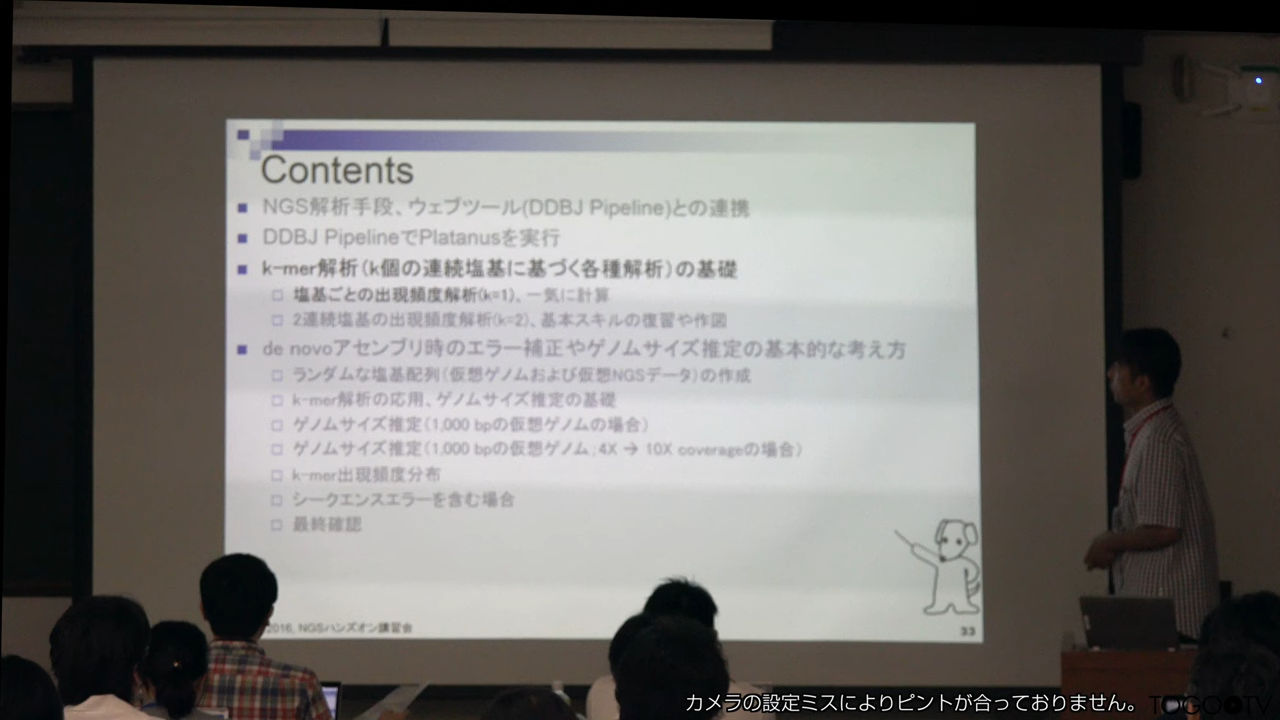 Contents
NGS解析手段、ウェブツール(DDBJ Pipeline)との連携
DDBJ PipelineでPlatanusを実行
k-mer解析(k個の連続塩基に基づく各種解析)の基礎
塩基ごとの出現頻度解析(k=1)、一気に計算
2連続塩基の出現頻度解析(k=2)、基本スキルの復習や作図
de novoアセンブリ時のエラー補正やゲノムサイズ推定の基本的な考え方
ランダムな塩基配列(仮想ゲノムおよび仮想NGSデータ)の作成
k-mer解析の応用、ゲノムサイズ推定の基礎
ゲノムサイズ推定(1,000 bpの仮想ゲノムの場合)
ゲノムサイズ推定(1,000 bpの仮想ゲノム;4X → 10X coverageの場合)
k-mer出現頻度分布
シークエンスエラーを含む場合
最終確認
2016, NGSハンズオン講習会
33
カメラの設定ミスによりピントが合っておりません。
TOGOTV